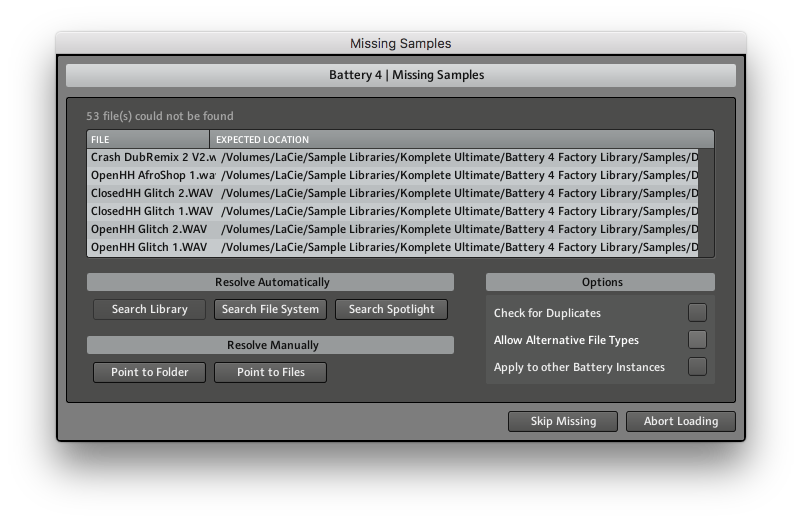 Missing Samples
Battery 4 | Missing Samples
53 file(s) could not be found
FILE EXPECTED LOCATION
Crash DubRemix 2 V2.w /Volumes/LaCie/Sample Libraries/Komplete Ultimate/Battery 4 Factory Library/Samples/D
OpenHH AfroShop 1.wa /Volumes/LaCie/Sample Libraries/Komplete Ultimate/Battery 4 Factory Library/Samples/D
ClosedHH Glitch 2.WAV /Volumes/LaCie/Sample Libraries/Komplete Ultimate/Battery 4 Factory Library/Samples/D
ClosedHH Glitch 1.WAV /Volumes/LaCie/Sample Libraries/Komplete Ultimate/Battery 4 Factory Library/Samples/D
OpenHH Glitch 2.WAV /Volumes/LaCie/Sample Libraries/Komplete Ultimate/Battery 4 Factory Library/Samples/D
OpenHH Glitch 1.WAV /Volumes/LaCie/Sample Libraries/Komplete Ultimate/Battery 4 Factory Library/Samples/D
Resolve Automatically
Search Library Search File System Search Spotlight
Resolve Manually
Point to Folder Point to Files
Options
Check for Duplicates
Allow Alternative File Types
Apply to other Battery Instances
Skip Missing Abort Loading